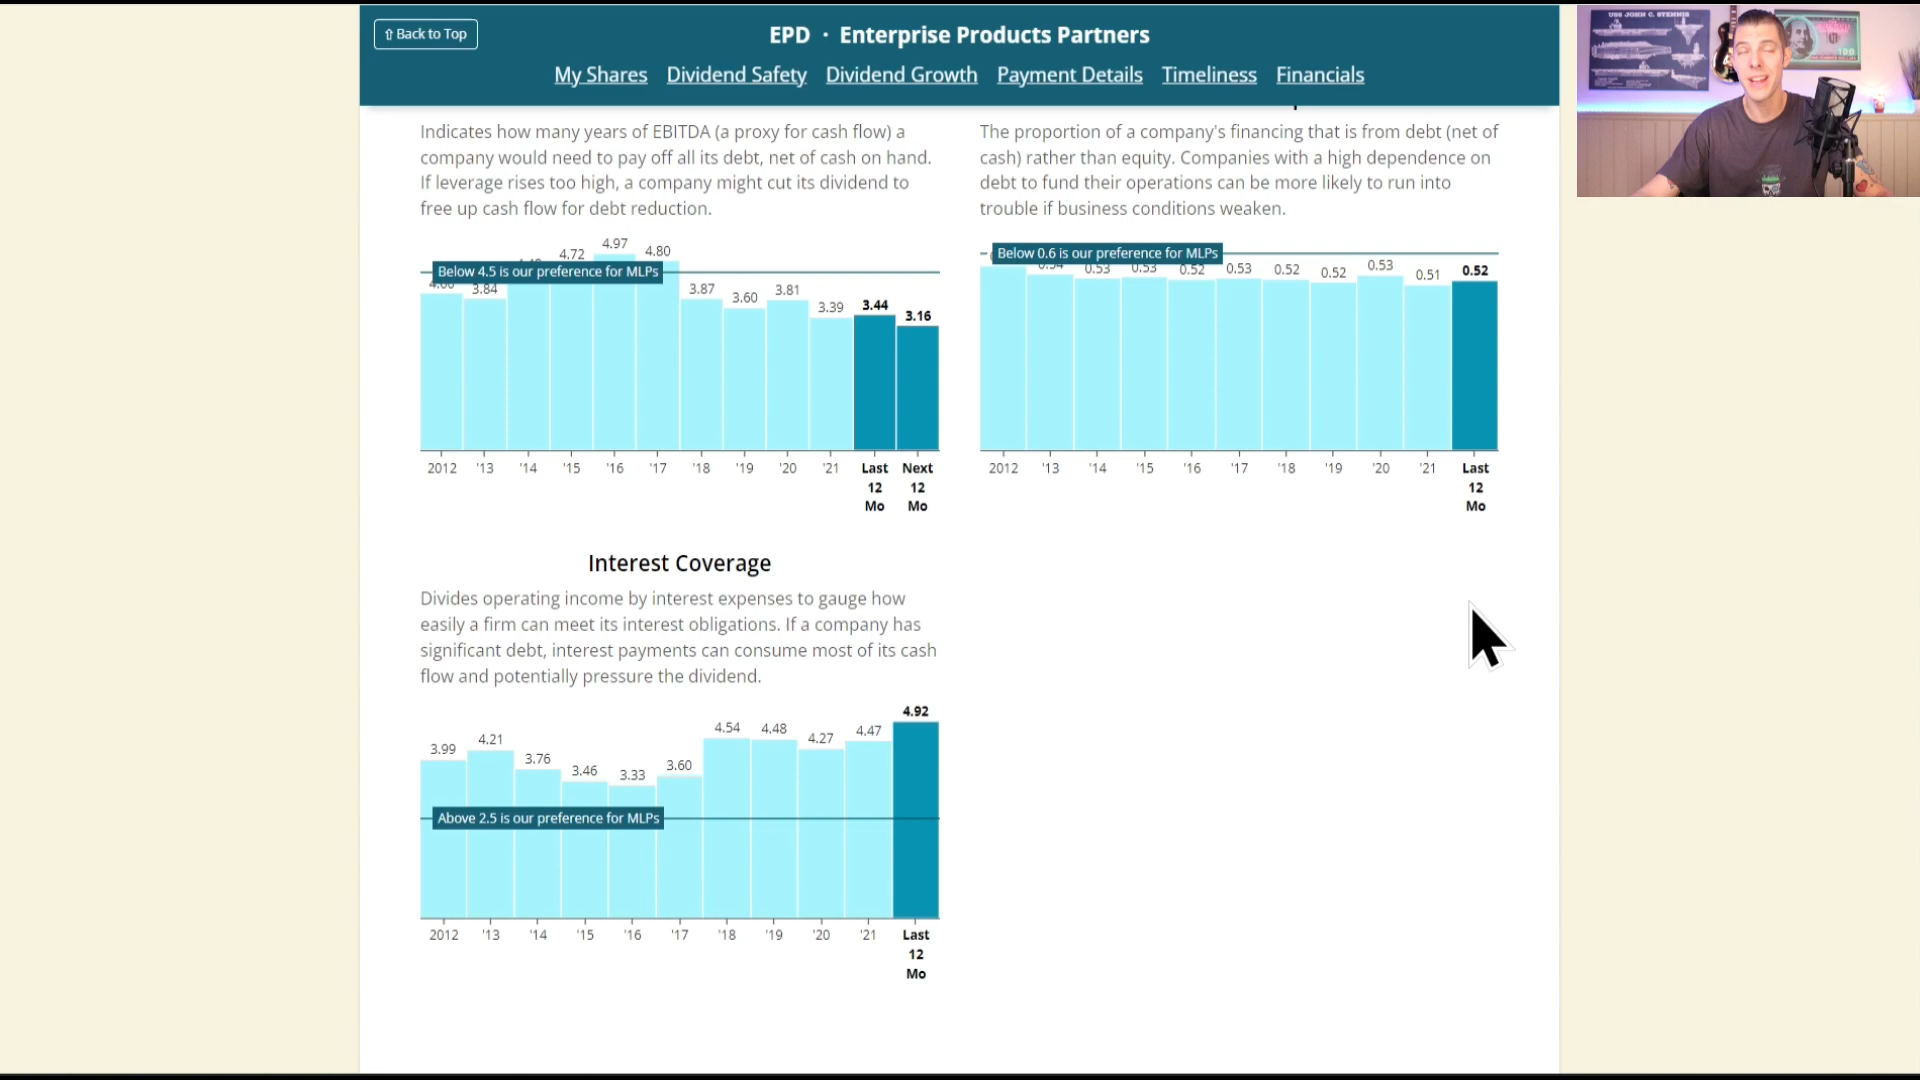 ⇧ Back to Top
EPD · Enterprise Products Partners
My Shares Dividend Safety Dividend Growth Payment Details Timeliness Financials
Indicates how many years of EBITDA (a proxy for cash flow) a
company would need to pay off all its debt, net of cash on hand.
If leverage rises too high, a company might cut its dividend to
free up cash flow for debt reduction.
4.72 4.97 4.80
Below 4.5 is our preference for MLPs
3.84 3.87 3.60 3.81 3.39 3.44 3.16
2012 '13 '14 '15 '16 '17 '18 '19 '20 '21 Last Next
12 12
Mo Mo
The proportion of a company's financing that is from debt (net of
cash) rather than equity. Companies with a high dependence on
debt to fund their operations can be more likely to run into
trouble if business conditions weaken.
Below 0.6 is our preference for MLPs
0.54 0.53 0.53 0.52 0.53 0.52 0.52 0.53 0.51 0.52
2012 '13 '14 '15 '16 '17 '18 '19 '20 '21 Last
12
Mo
Interest Coverage
Divides operating income by interest expenses to gauge how
easily a firm can meet its interest obligations. If a company has
significant debt, interest payments can consume most of its cash
flow and potentially pressure the dividend.
3.99 4.21 3.76 3.46 3.33 3.60 4.54 4.48 4.27 4.47 4.92
Above 2.5 is our preference for MLPs
2012 '13 '14 '15 '16 '17 '18 '19 '20 '21 Last
12
Mo
USS JOHN C. STENNIS
100